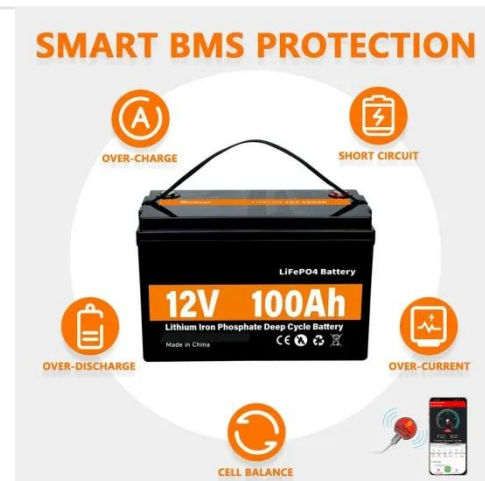 SMART BMS PROTECTION
OVER-CHARGE
SHORT CIRCUIT
LiFePO4 Battery
12V 100Ah
Lithium Iron Phosphate Deep Cycle Battery
Made in China
CE
OVER-DISCHARGE
OVER-CURRENT
CELL BALANCE